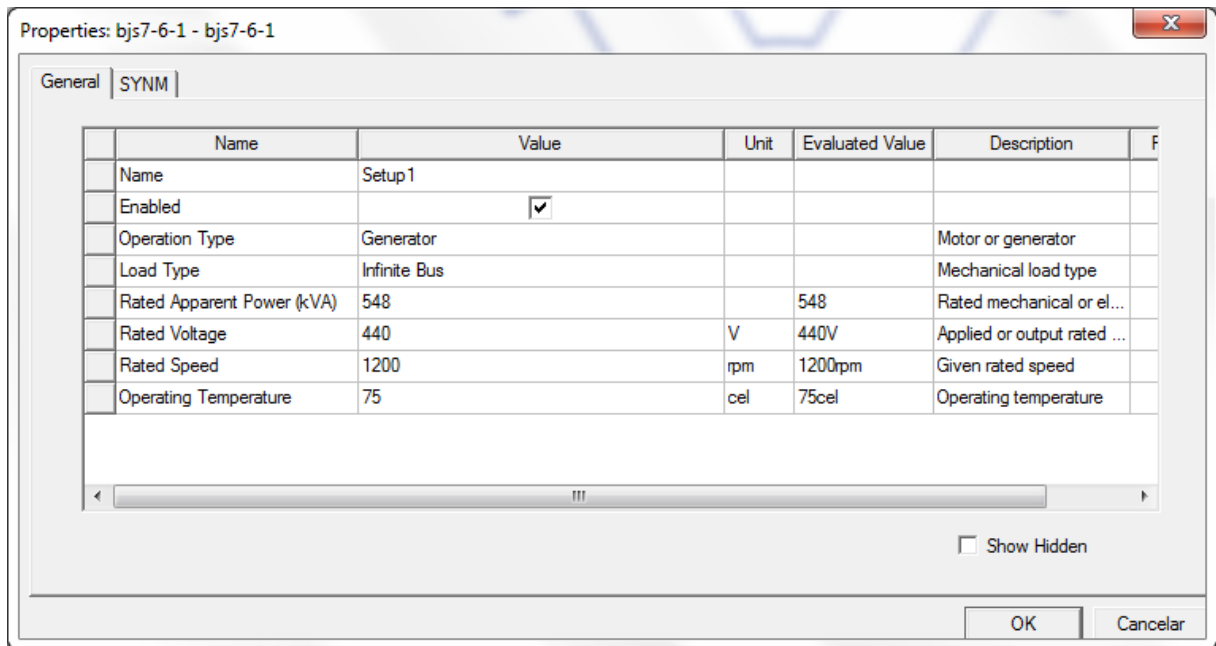 Properties: bjs7-6-1 - bjs7-6-1
General SYNM
Name Value Unit Evaluated Value Description
Name Setup1
Enabled
Operation Type Generator Motor or generator
Load Type Infinite Bus Mechanical load type
Rated Apparent Power (kVA) 548 548 Rated mechanical or el...
Rated Voltage 440 V 440V Applied or output rated ...
Rated Speed 1200 rpm 1200rpm Given rated speed
Operating Temperature 75 cel 75cel Operating temperature
Show Hidden
OK Cancelar